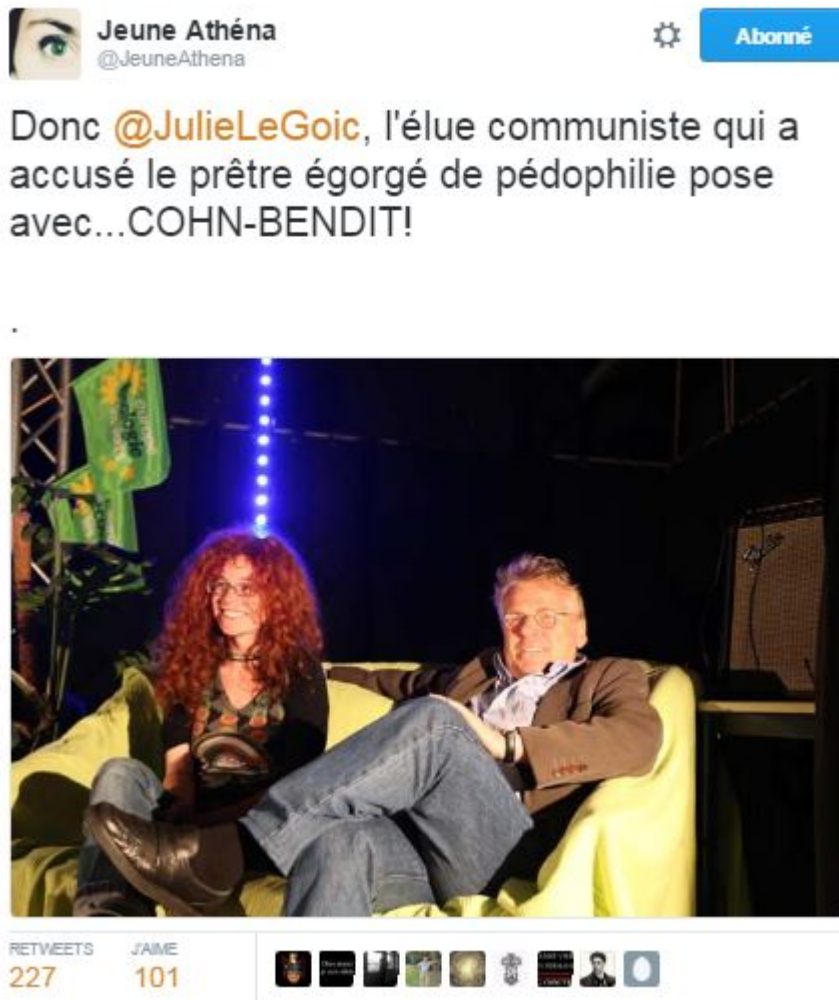 Jeune Athéna
@JeuneAthena
Abonné
Donc @JulieLeGoic, l'élue communiste qui a
accusé le prêtre égorgé de pédophilie pose
avec...COHN-BENDIT!
.
RETWEETS
J'AIME
227
101